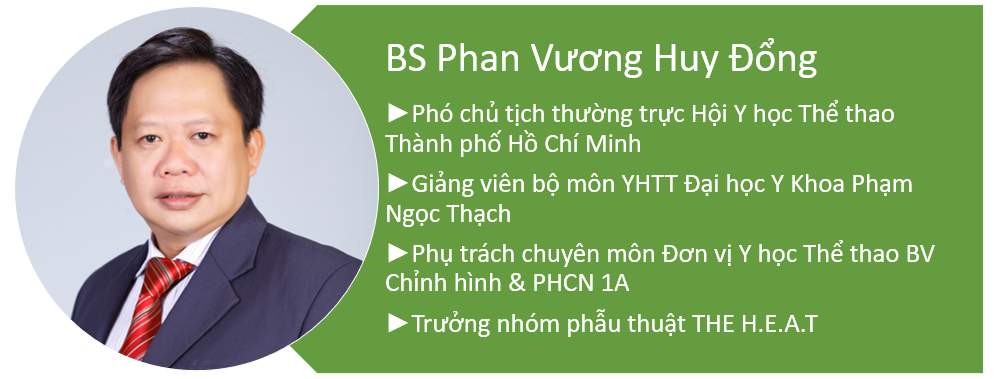 BS Phan Vương Huy Đổng
►Phó chủ tịch thường trực Hội Y học Thể thao
Thành phố Hồ Chí Minh
►Giảng viên bộ môn YHTT Đại học Y Khoa Phạm
Ngọc Thạch
►Phụ trách chuyên môn Đơn vị Y học Thể thao BV
Chỉnh hình & PHCN 1A
►Trưởng nhóm phẫu thuật THE H.E.A.T